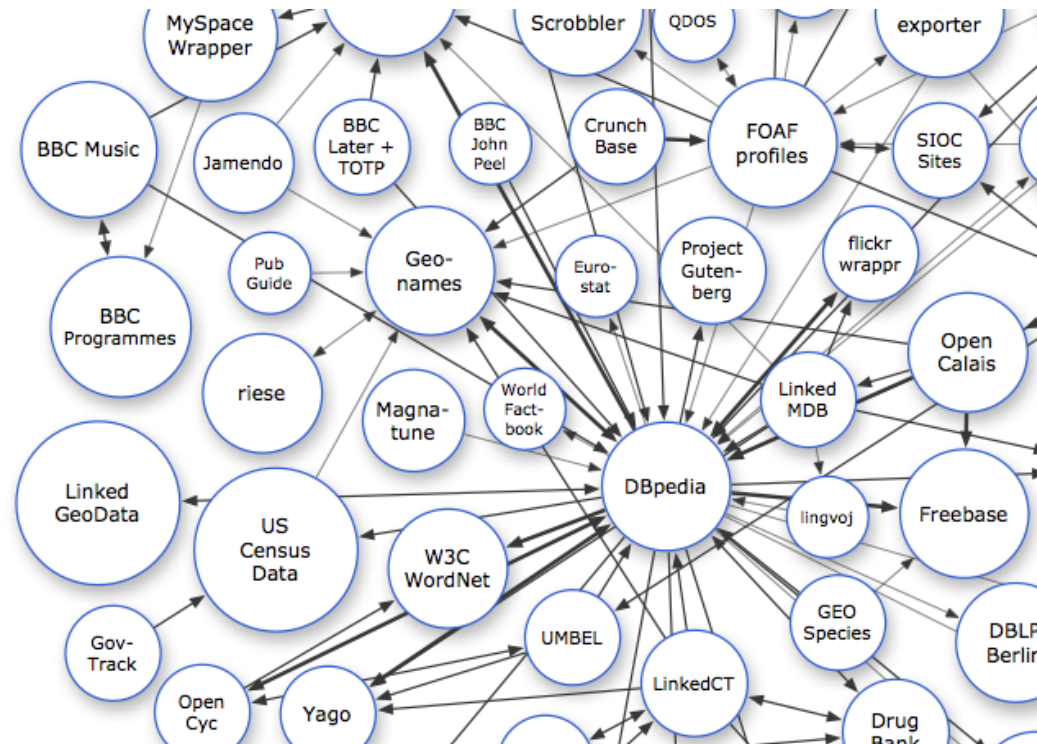 MySpace
Wrapper
Scrobbler
QDOS
exporter
BBC Music
Jamendo
BBC
Later +
TOTP
BBC
John
Peel
Crunch
Base
FOAF
profiles
SIOC
Sites
Pub
Guide
Geo-
names
Euro-
stat
Project
Guten-
berg
flickr
wrappr
BBC
Programmes
riese
Magna-
tune
World
Fact-
book
Linked
MDB
Open
Calais
Linked
GeoData
US
Census
Data
W3C
WordNet
DBpedia
lingvoj
Freebase
Gov-
Track
Open
Cyc
Yago
UMBEL
LinkedCT
GEO
Species
DBLP
Berlin
Drug
Bank